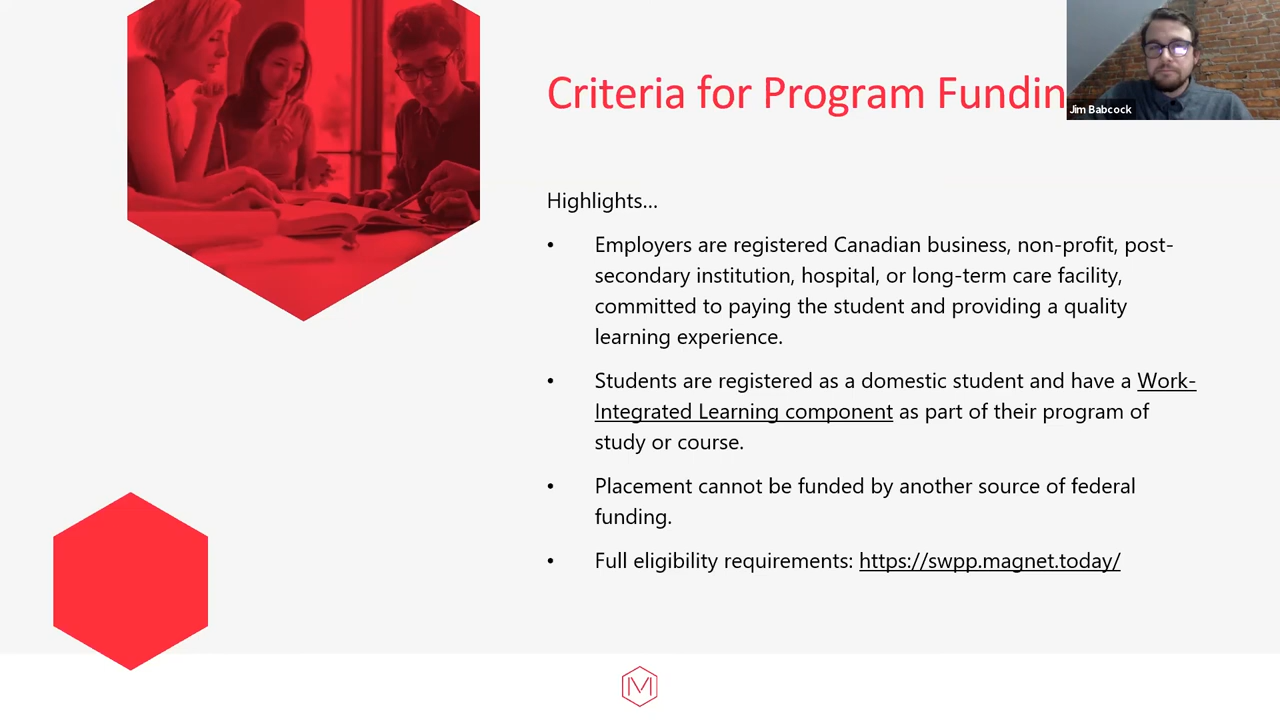 Criteria for Program Fundin
Jim Babcock
Highlights...
• Employers are registered Canadian business, non-profit, post-
secondary institution, hospital, or long-term care facility,
committed to paying the student and providing a quality
learning experience.
• Students are registered as a domestic student and have a Work-
Integrated Learning component as part of their program of
study or course.
• Placement cannot be funded by another source of federal
funding.
• Full eligibility requirements: https://swpp.magnet.today/